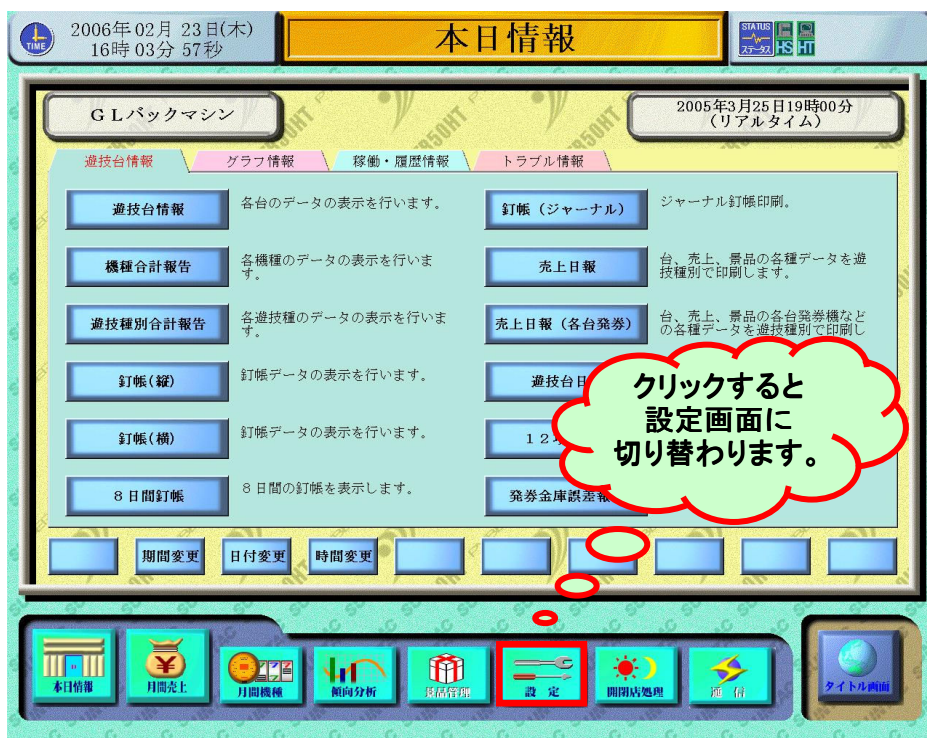 TIME
2006年 02月 23日(木)
16時 03分 57秒
本日情報
STATUS
ステータス
HS HT
GLパックマシン
2005年3月25日19時00分
(リアルタイム)
遊技台情報
グラフ情報
稼働・履歴情報
トラブル情報
遊技台情報
各台のデータの表示を行います。
機種合計報告
各機種のデータの表示を行いま
す。
遊技種別合計報告
各遊技種のデータの表示を行いま
す。
釘帳(縦)
釘帳データの表示を行います。
釘帳(横)
釘帳データの表示を行います。
8日間釘帳
8日間の釘帳を表示します。
釘帳(ジャーナル)
ジャーナル釘帳印刷。
売上日報
台、売上、景品の各種データを遊
技種別で印刷します。
売上日報(各台発券)
台、売上、景品の各台発券機など
の各種データを遊技種別で印刷し
遊技台日
12
発券金庫誤差報
クリックすると
設定画面に
切り替わります。
期間変更
日付変更
時間変更
本日情報
月間売上
月間機種
傾向分析
景品管理
設 定
開閉店処理
通 信
タイトル画面